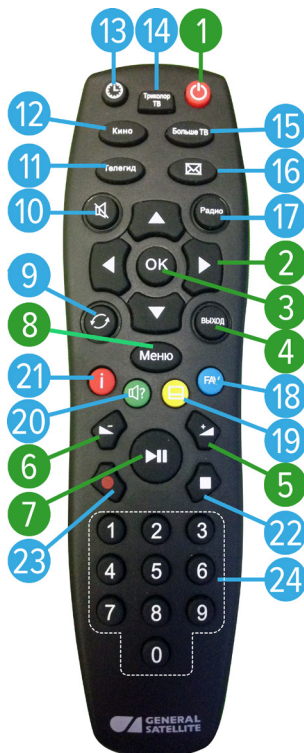 13 14 1
Триколор
ТВ
12 Кино Больше ТВ 15
11 Телегид 16
10 Радио 17
OK 2
9 3
8 ВЫХОД 4
Меню
21 i ? FAV 18
20 19
6 - + 5
7
23 22
1 2 3
4 5 6 24
7 8 9
0
GENERAL
SATELLITE